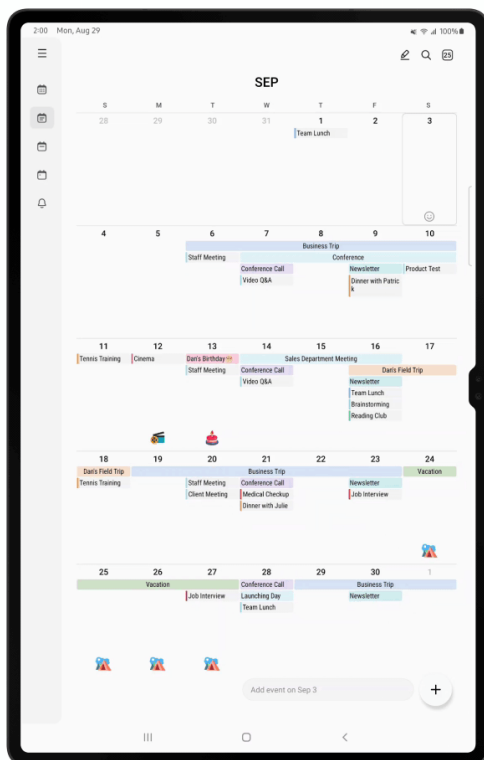 2:00 Mon, Aug 29 100%
25
SEP
S M T W T F S
28 29 30 31 1 2 3
Team Lunch
4 5 6 7 8 9 10
Business Trip
Staff Meeting Conference
Conference Call Newsletter Product Test
Video Q&A Dinner with Patric
k
11 12 13 14 15 16 17
Tennis Training Cinema Dan's Birthday Sales Department Meeting
Staff Meeting Conference Call Dan's Field Trip
Video Q&A Newsletter
Team Lunch
Brainstorming
Reading Club
18 19 20 21 22 23 24
Dan's Field Trip Business Trip Vacation
Tennis Training Staff Meeting Conference Call Newsletter
Client Meeting Medical Checkup Job Interview
Dinner with Julie
25 26 27 28 29 30 1
Vacation Conference Call Business Trip
Job Interview Launching Day Newsletter
Team Lunch
Add event on Sep 3